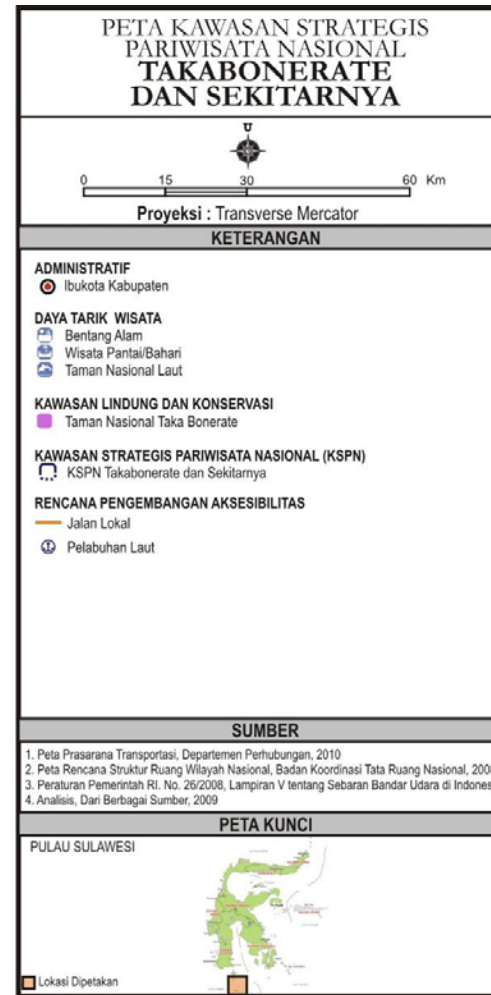 PETA KAWASAN STRATEGIS
PARIWISATA NASIONAL
TAKABONERATE
DAN SEKITARNYA
U
0 15 30 60 Km
Proyeksi : Transverse Mercator
KETERANGAN
ADMINISTRATIF
Ibukota Kabupaten
DAYA TARIK WISATA
Bentang Alam
Wisata Pantai/Bahari
Taman Nasional Laut
KAWASAN LINDUNG DAN KONSERVASI
Taman Nasional Taka Bonerate
KAWASAN STRATEGIS PARIWISATA NASIONAL (KSPN)
KSPN Takabonerate dan Sekitarnya
RENCANA PENGEMBANGAN AKSESIBILITAS
Jalan Lokal
Pelabuhan Laut
SUMBER
1. Peta Prasarana Transportasi, Departemen Perhubungan, 2010
2. Peta Rencana Struktur Ruang Wilayah Nasional, Badan Koordinasi Tata Ruang Nasional, 200
3. Peraturan Pemerintah RI. No. 26/2008, Lampiran V tentang Sebaran Bandar Udara di Indones
4. Analisis, Dari Berbagai Sumber, 2009
PETA KUNCI
PULAU SULAWESI
Lokasi Dipetakan